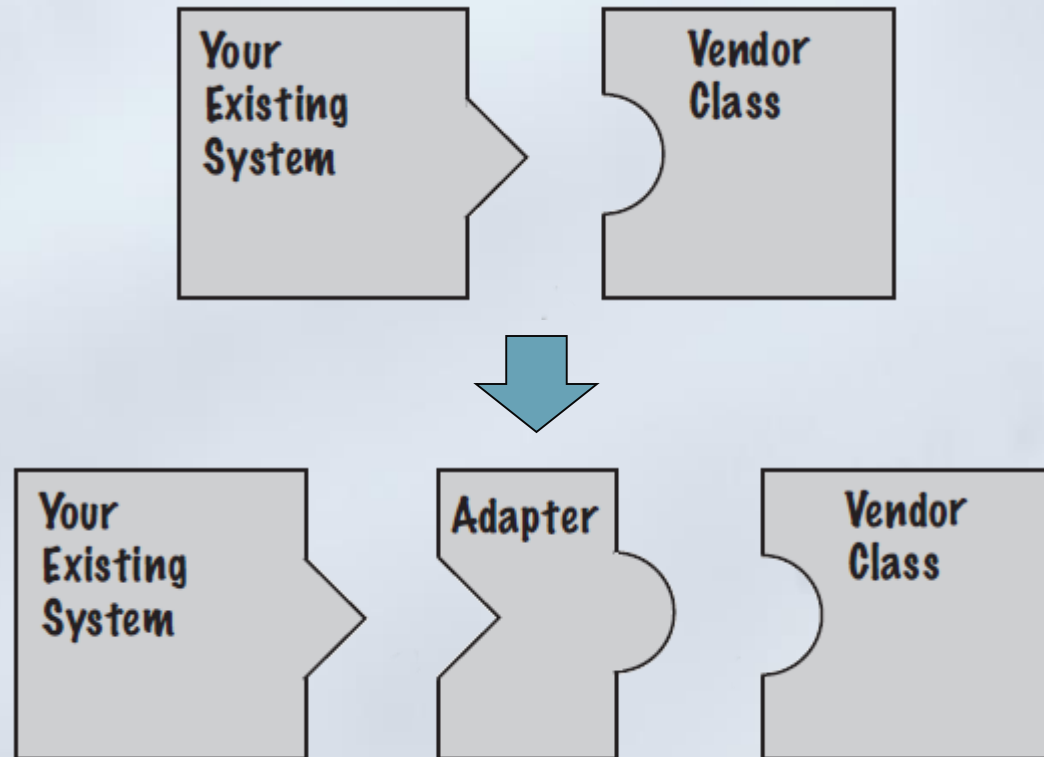 Your
Existing
System
Vendor
Class
Your
Existing
System
Adapter
Vendor
Class